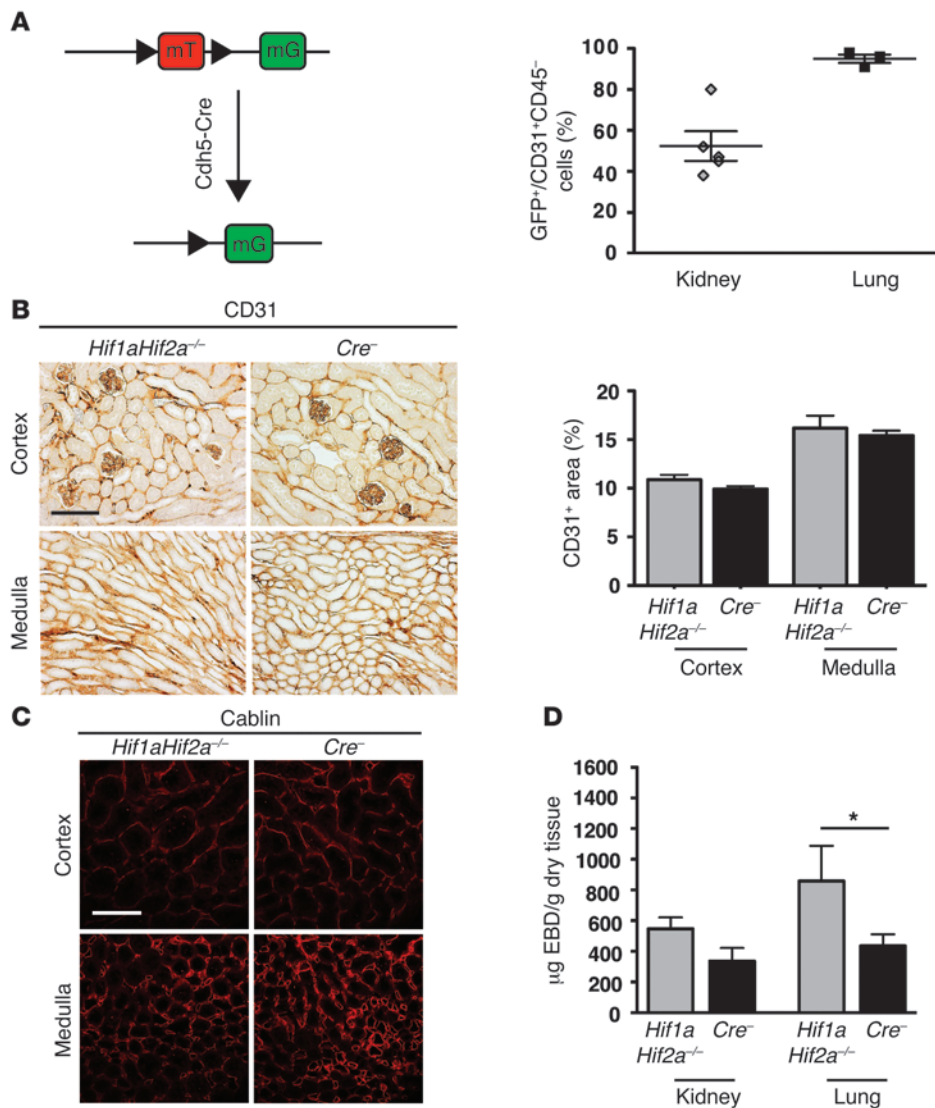 A
mT
mG
Cdh5-Cre
mG
GFP⁺/CD31⁺CD45⁻
cells (%)
100
80
60
40
20
0
Kidney
Lung
B
CD31
Hif1aHif2a⁻/⁻
Cre⁻
Cortex
Medulla
CD31⁺ area (%)
20
15
10
5
0
Hif1a
Hif2a⁻/⁻
Cre⁻
Hif1a
Hif2a⁻/⁻
Cre⁻
Cortex
Medulla
C
Cablin
Hif1aHif2a⁻/⁻
Cre⁻
Cortex
Medulla
D
µg EBD/g dry tissue
1600
1400
1200
1000
800
600
400
200
0
*
Hif1a
Hif2a⁻/⁻
Cre⁻
Hif1a
Hif2a⁻/⁻
Cre⁻
Kidney
Lung